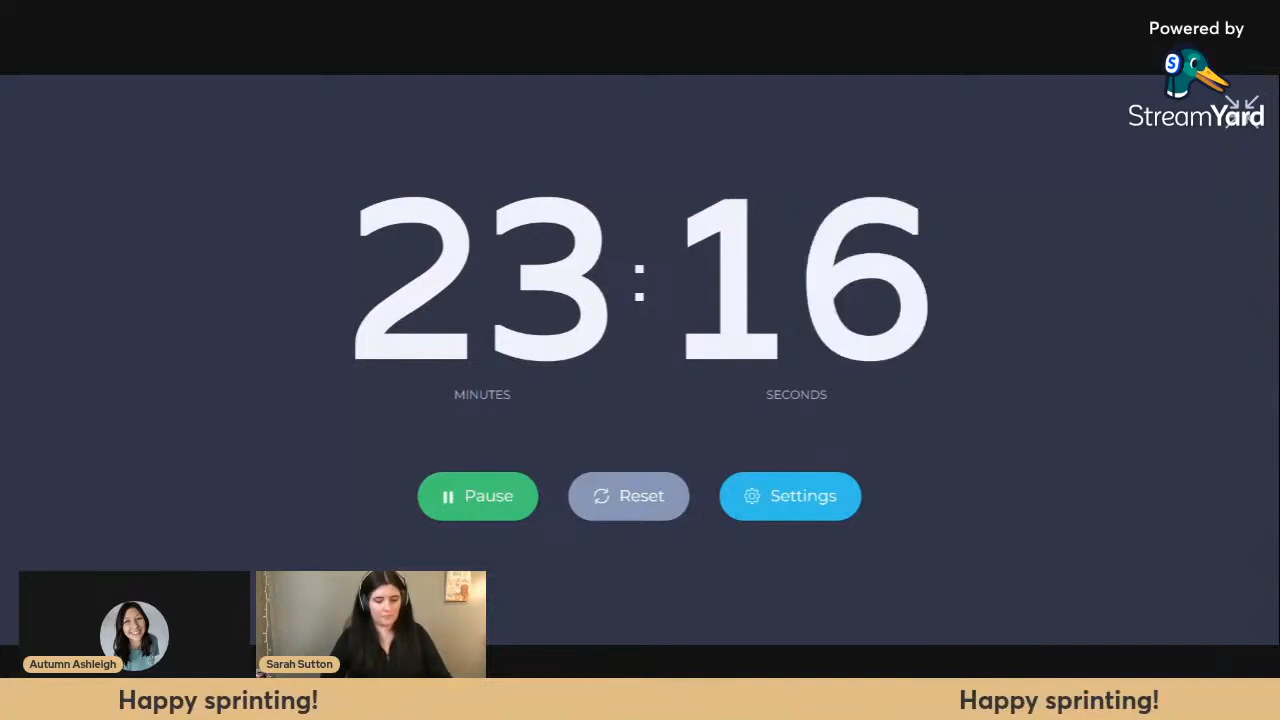 Powered by
S
StreamYard
23:16
MINUTES
SECONDS
Pause
Reset
Settings
Autumn Ashleigh
Sarah Sutton
Happy sprinting!
Happy sprinting!